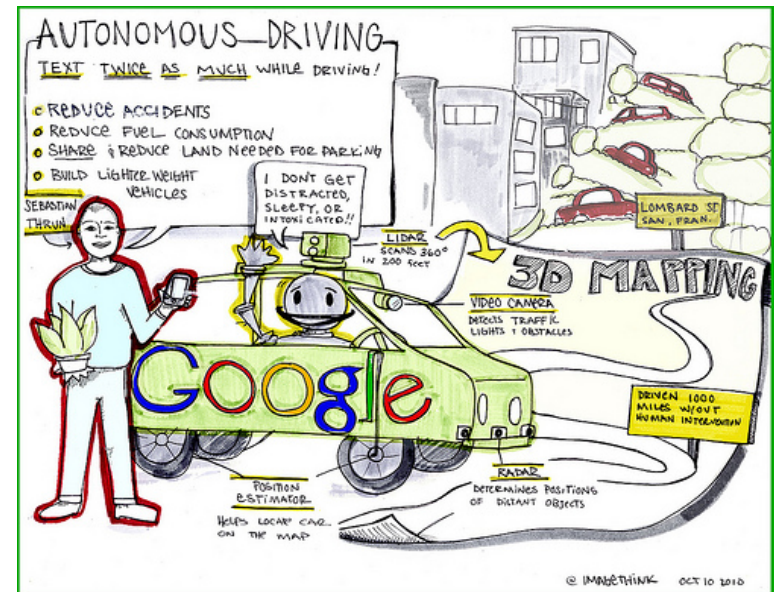 AUTONOMOUS DRIVING
TEXT TWICE AS MUCH WHILE DRIVING!
REDUCE ACCIDENTS
REDUCE FUEL CONSUMPTION
SHARE & REDUCE LAND NEEDED FOR PARKING
BUILD LIGHTER WEIGHT
VEHICLES
SEBASTIAN
THRUN
I DONT GET
DISTRACTED,
SLEEPY, OR
INTOXICATED!!
LIDAR
SCANS 360°
IN 200 FEET
LOMBARD ST
SAN. FRAN.
3D MAPPING
VIDEO CAMERA
DETECTS TRAFFIC
LIGHTS & OBSTACLES
Google
DRIVEN 1000
MILES W/OUT
HUMAN INTERVENTION
RADAR
DETERMINES POSITIONS
OF DISTANT OBJECTS
POSITION
ESTIMATOR
HELPS LOCATE CAR
ON THE MAP
@ IMAGETHINK OCT 10 2010